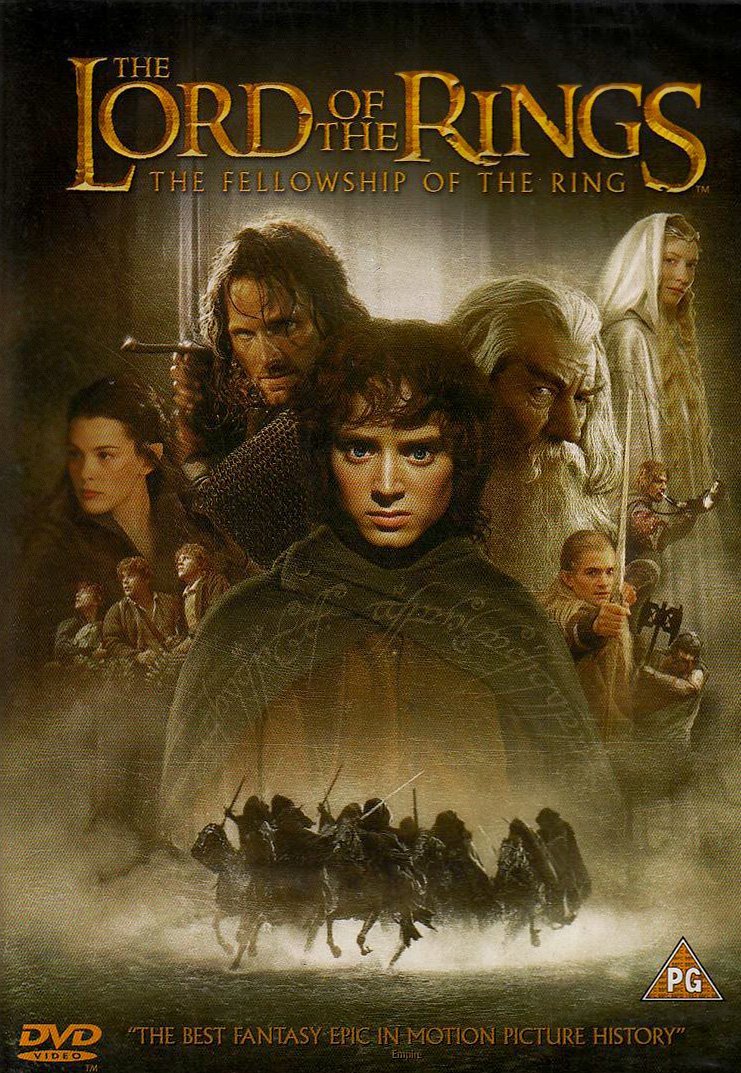 THE
LORD OF THE RINGS
THE FELLOWSHIP OF THE RING
TM
PG
DVD
VIDEO
TM
"THE BEST FANTASY EPIC IN MOTION PICTURE HISTORY"
Empire